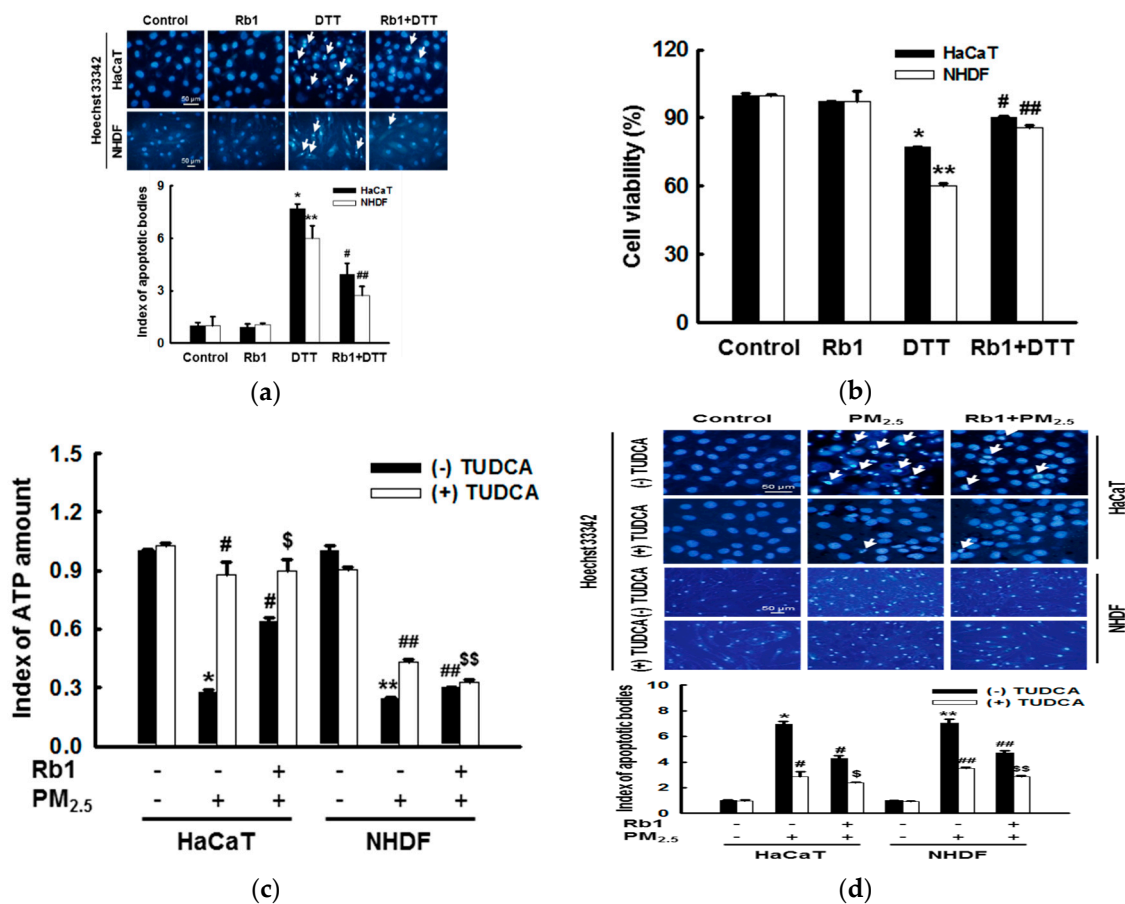 Control Rb1 DTT Rb1+DTT
Hoechst 33342
HaCaT
50 µm
NHDF
50 µm
Index of apoptotic bodies
9
6
3
0
HaCaT
NHDF
*
**
#
##
Control Rb1 DTT Rb1+DTT
(a)
Cell viability (%)
120
90
60
30
0
HaCaT
NHDF
*
**
#
##
Control Rb1 DTT Rb1+DTT
(b)
Index of ATP amount
1.5
1.2
0.9
0.6
0.3
0.0
(-) TUDCA
(+) TUDCA
*
#
#
$
**
##
##
$$
Rb1 - - + - - +
PM2.5 - + + - + +
HaCaT NHDF
(c)
Control PM2.5 Rb1+PM2.5
Hoechst 33342
(-) TUDCA
50 µm
(+) TUDCA
HaCaT
(-) TUDCA
50 µm
(+) TUDCA
NHDF
Index of apoptotic bodies
10
8
6
4
2
0
(-) TUDCA
(+) TUDCA
*
#
#
$
**
##
##
$$
Rb1 - - + - - +
PM2.5 - + + - + +
HaCaT NHDF
(d)